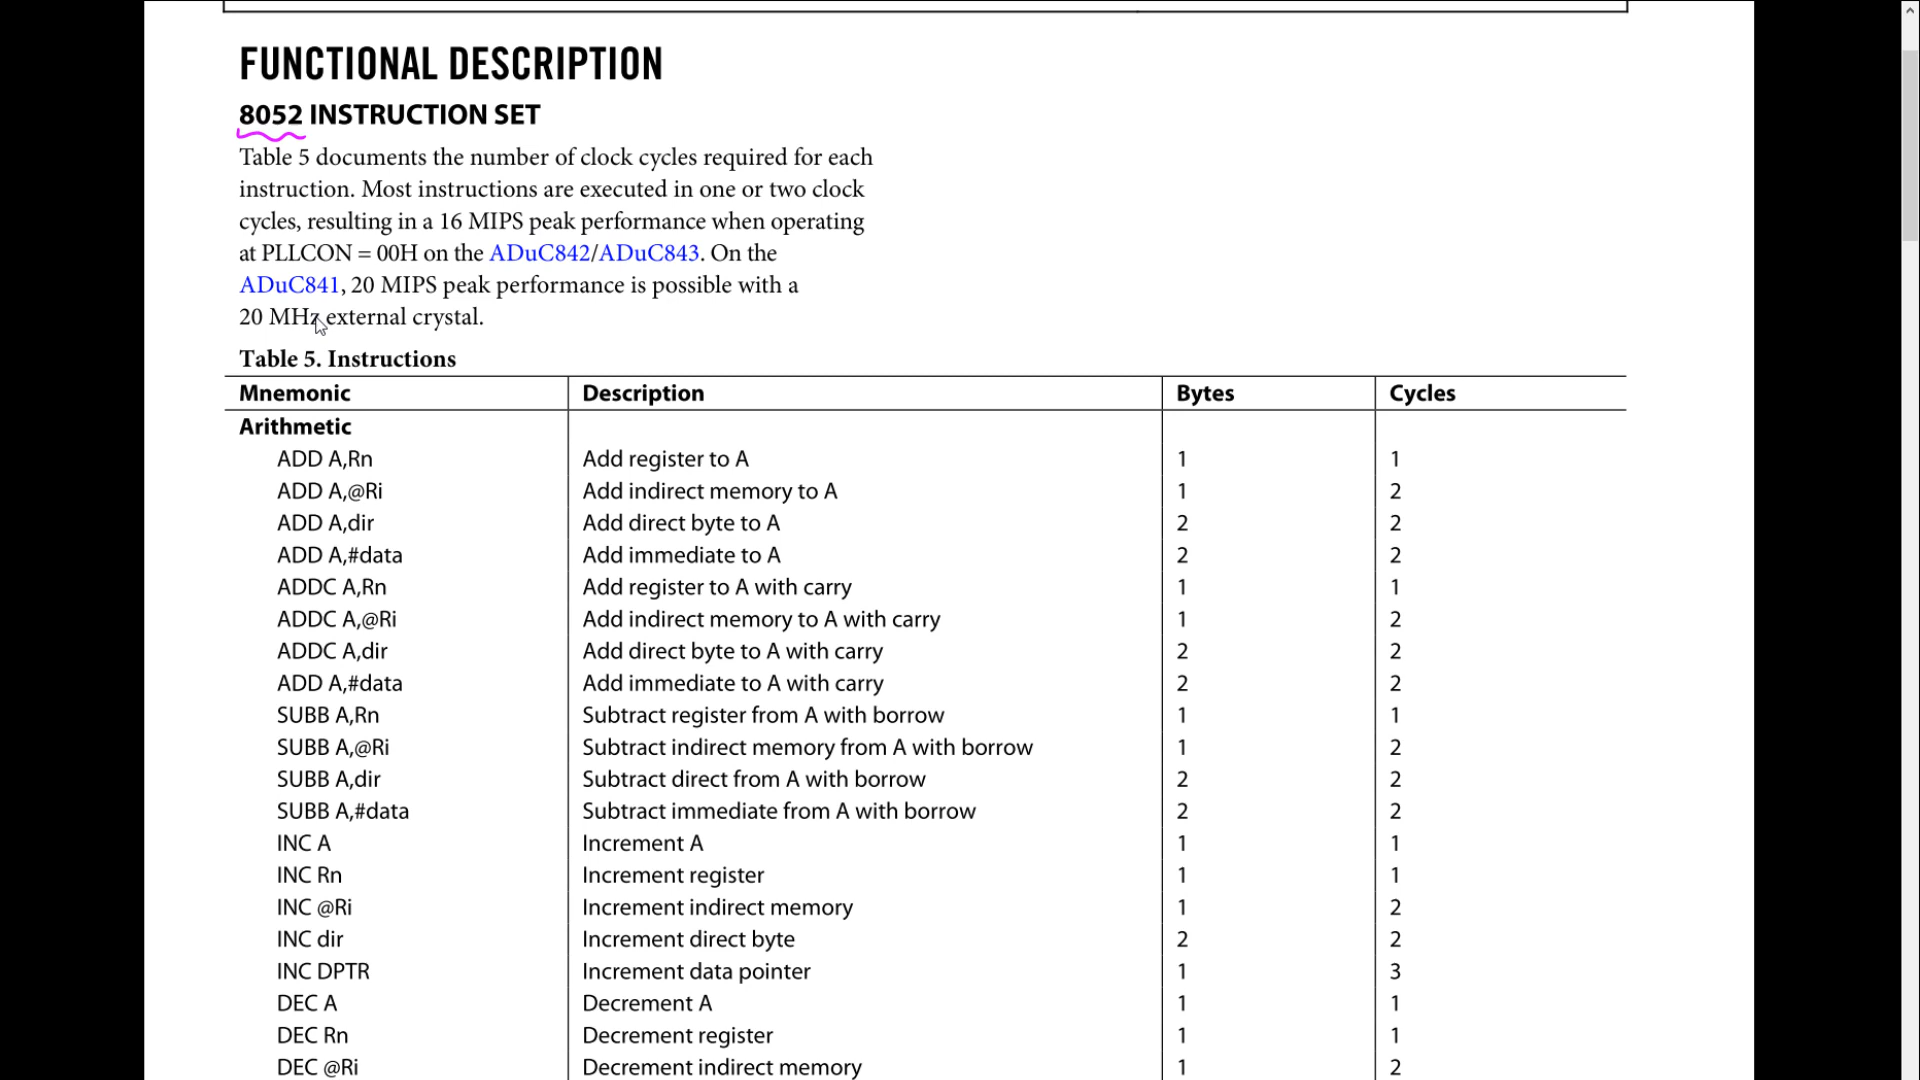 FUNCTIONAL DESCRIPTION
8052 INSTRUCTION SET
Table 5 documents the number of clock cycles required for each
instruction. Most instructions are executed in one or two clock
cycles, resulting in a 16 MIPS peak performance when operating
at PLLCON = 00H on the ADuC842/ADuC843. On the
ADuC841, 20 MIPS peak performance is possible with a
20 MHz external crystal.
Table 5. Instructions
Mnemonic Description Bytes Cycles
Arithmetic
ADD A,Rn Add register to A 1 1
ADD A,@Ri Add indirect memory to A 1 2
ADD A,dir Add direct byte to A 2 2
ADD A,#data Add immediate to A 2 2
ADDC A,Rn Add register to A with carry 1 1
ADDC A,@Ri Add indirect memory to A with carry 1 2
ADDC A,dir Add direct byte to A with carry 2 2
ADD A,#data Add immediate to A with carry 2 2
SUBB A,Rn Subtract register from A with borrow 1 1
SUBB A,@Ri Subtract indirect memory from A with borrow 1 2
SUBB A,dir Subtract direct from A with borrow 2 2
SUBB A,#data Subtract immediate from A with borrow 2 2
INC A Increment A 1 1
INC Rn Increment register 1 1
INC @Ri Increment indirect memory 1 2
INC dir Increment direct byte 2 2
INC DPTR Increment data pointer 1 3
DEC A Decrement A 1 1
DEC Rn Decrement register 1 1
DEC @Ri Decrement indirect memory 1 2